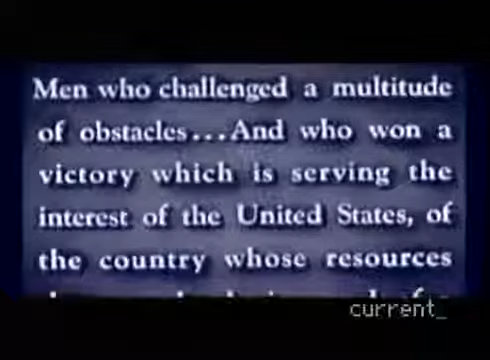 Men who challenged a multitude
of obstacles...And who won a
victory which is serving the
interest of the United States, of
the country whose resources
current_